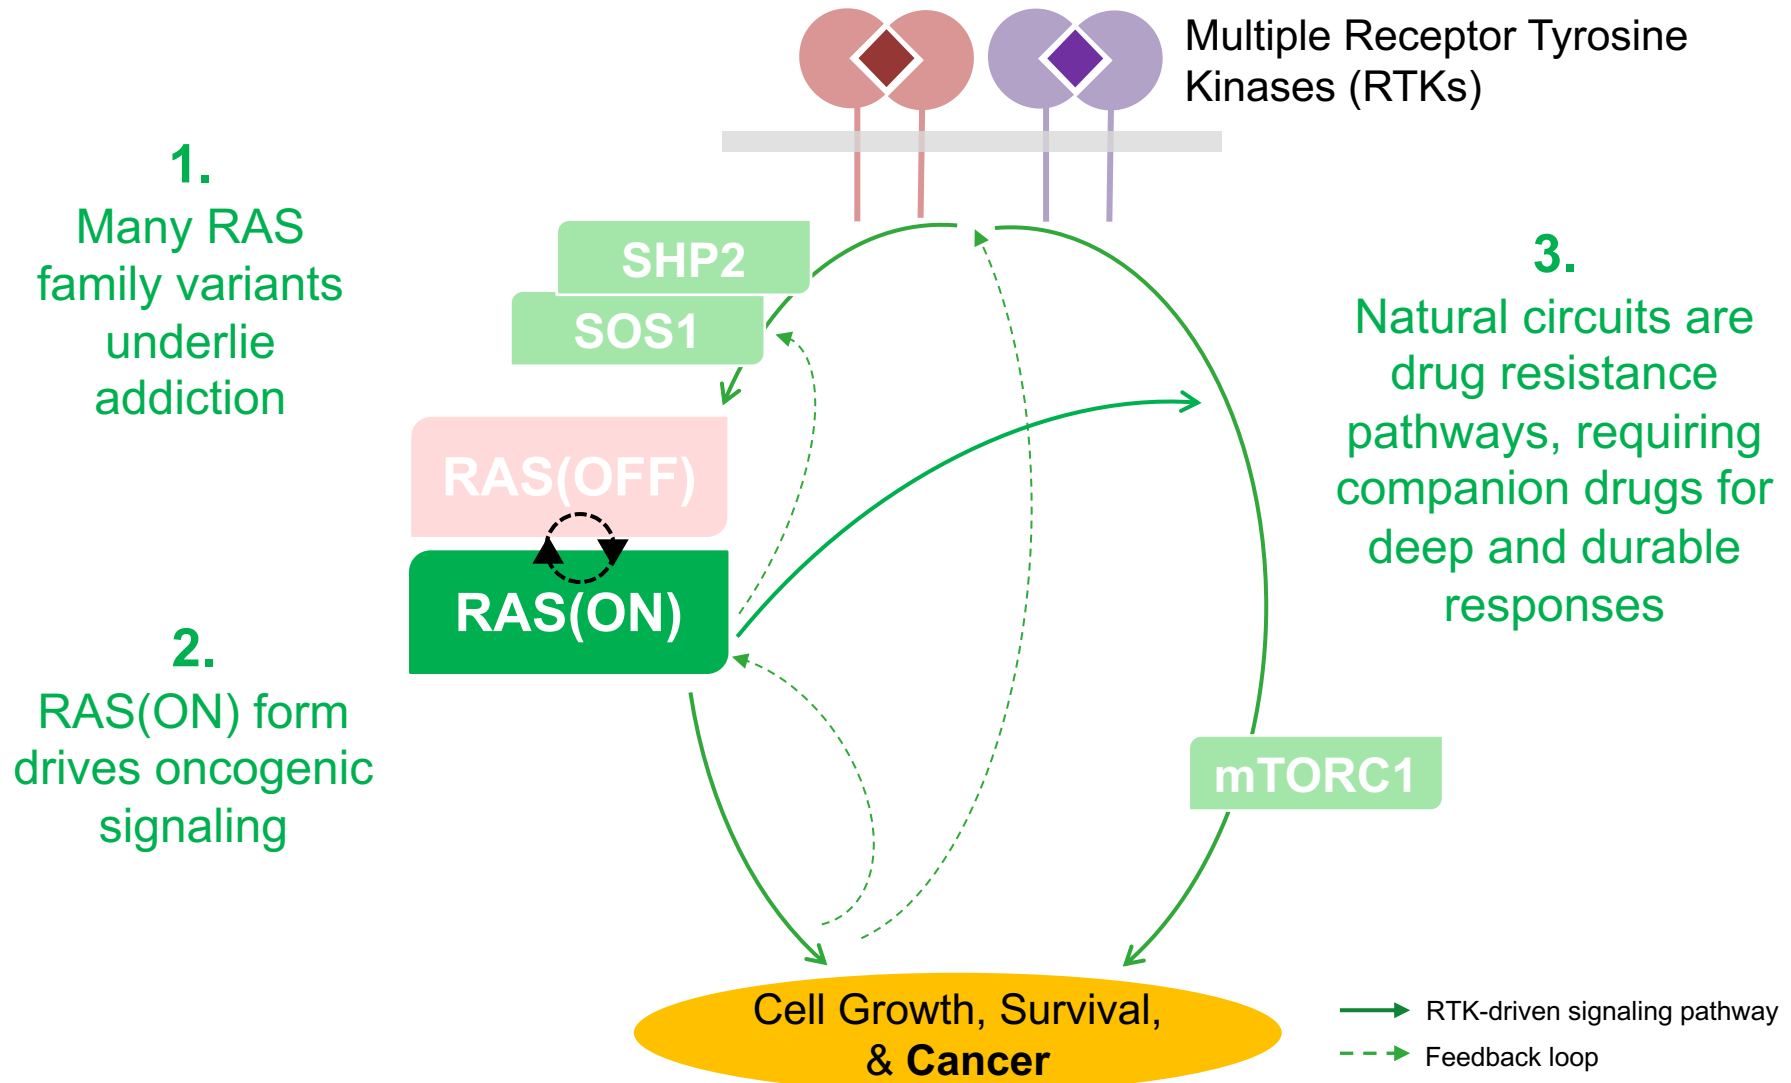 Multiple Receptor Tyrosine
Kinases (RTKs)
1.
Many RAS
family variants
underlie
addiction
SHP2
SOS1
RAS(OFF)
RAS(ON)
2.
RAS(ON) form
drives oncogenic
signaling
3.
Natural circuits are
drug resistance
pathways, requiring
companion drugs for
deep and durable
responses
mTORC1
Cell Growth, Survival,
& Cancer
RTK-driven signaling pathway
Feedback loop